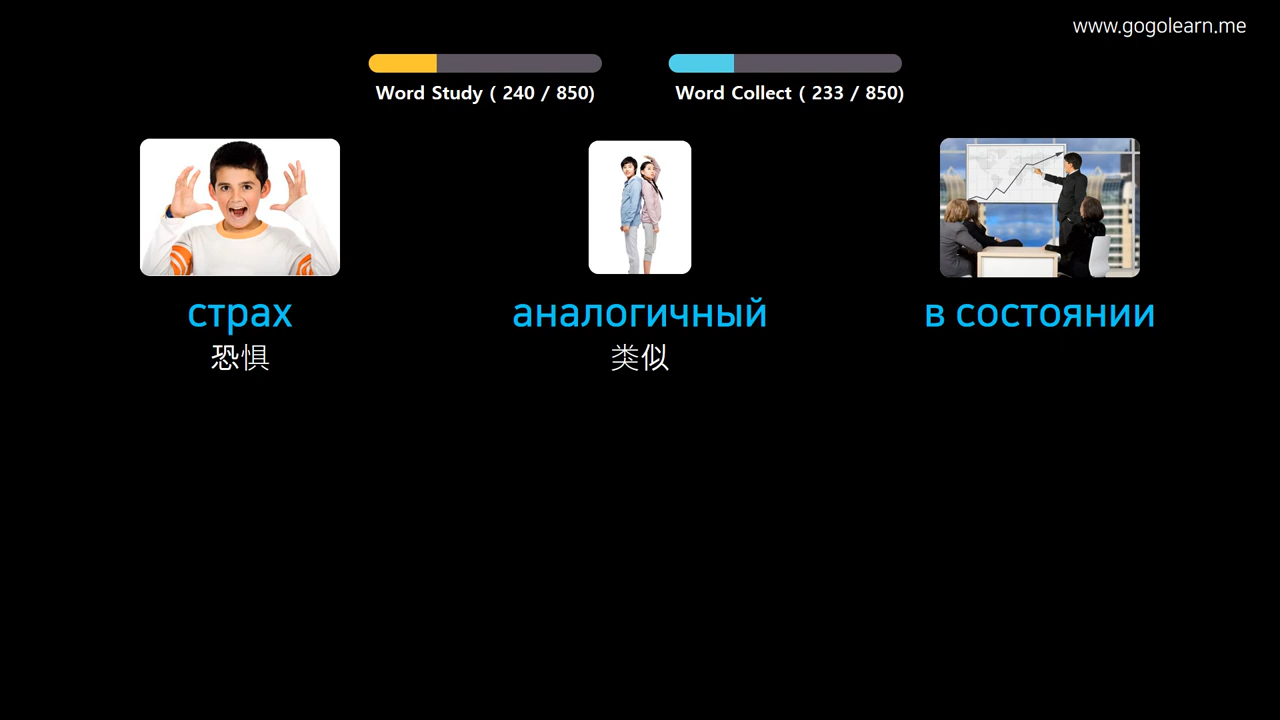 www.gogolearn.me
Word Study ( 240 / 850)
Word Collect ( 233 / 850)
страх
аналогичный
в состоянии
恐惧
类似